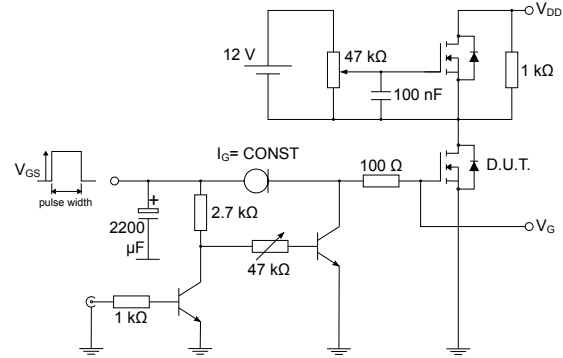 V_DD
12 V
47 kΩ
1 kΩ
100 nF
I_G= CONST
100 Ω
D.U.T.
V_GS
pulse width
+
2200
μF
2.7 kΩ
47 kΩ
V_G
1 kΩ